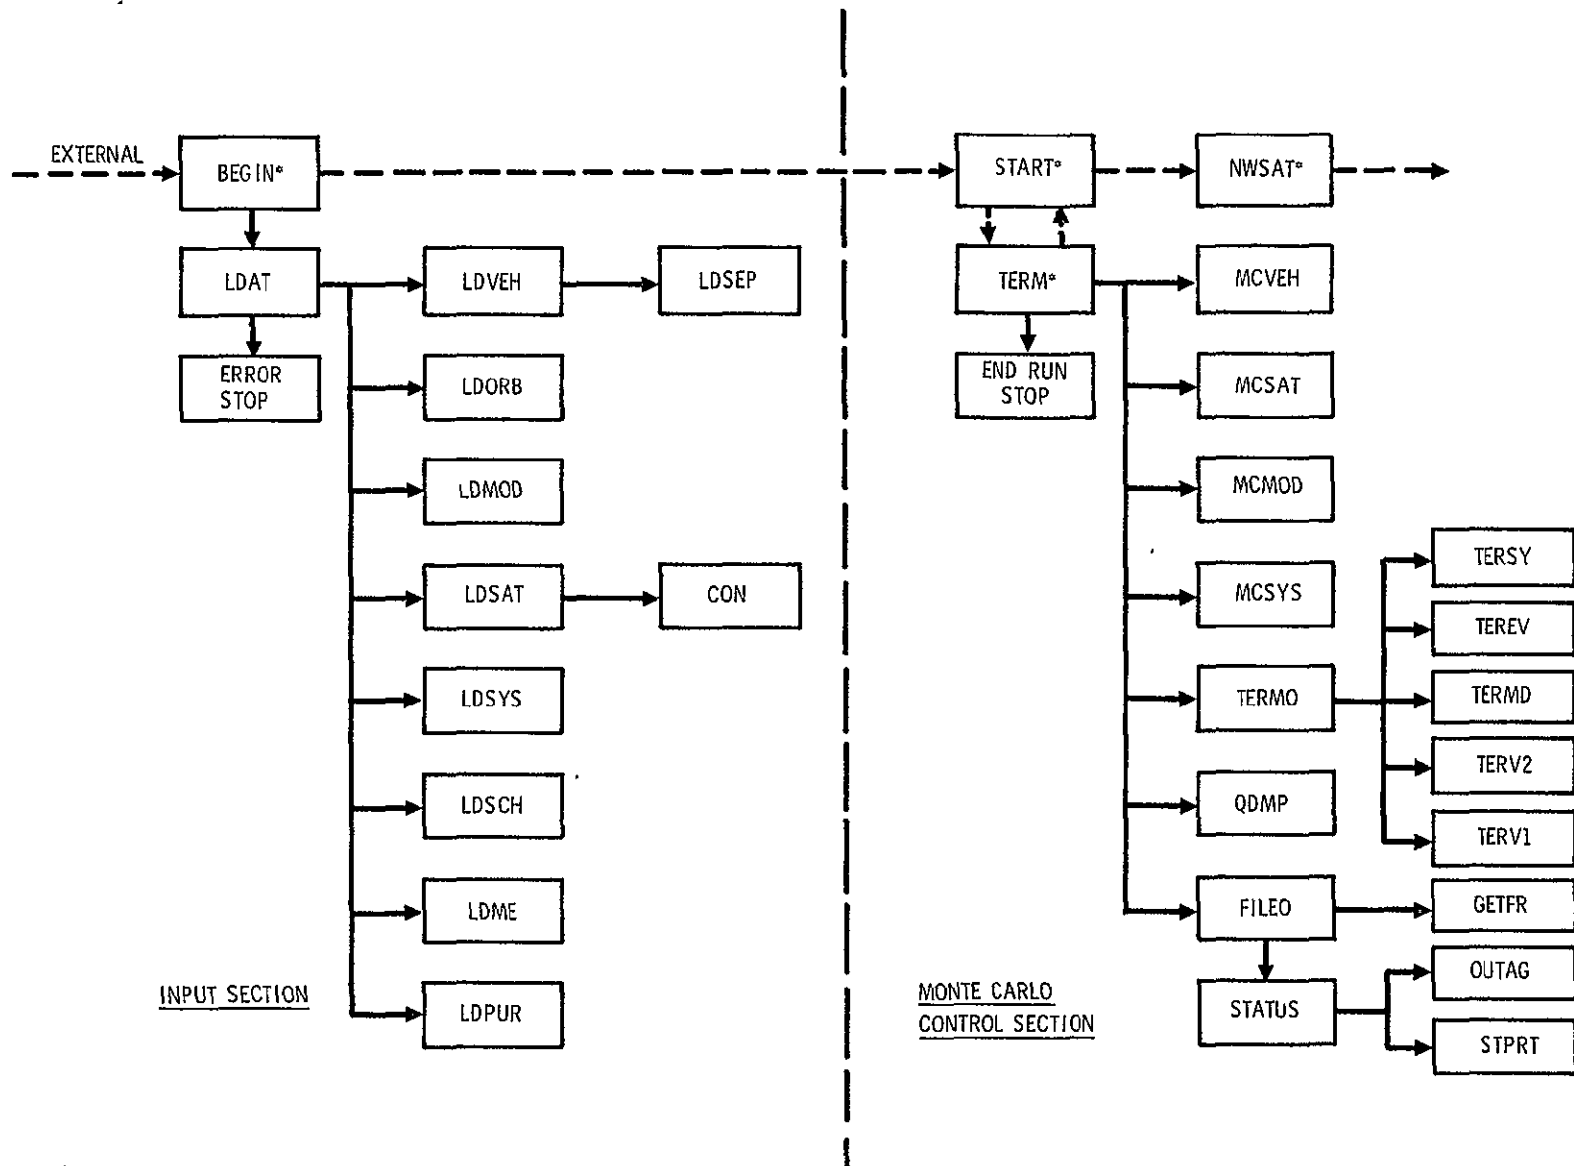 EXTERNAL
BEGIN*
START*
NWSAT*
LDAT
LDVEH
LDSEP
TERM*
MCVEH
ERROR
STOP
LDORB
END RUN
STOP
MCSAT
LDMOD
MCMOD
TERSY
LDSAT
CON
MCSYS
TEREV
LDSYS
TERMO
TERMD
TERV2
LDSCH
QDMP
TERV1
LDME
FILEO
GETFR
OUTAG
INPUT SECTION
LDPUR
MONTE CARLO
CONTROL SECTION
STATUS
STPRT